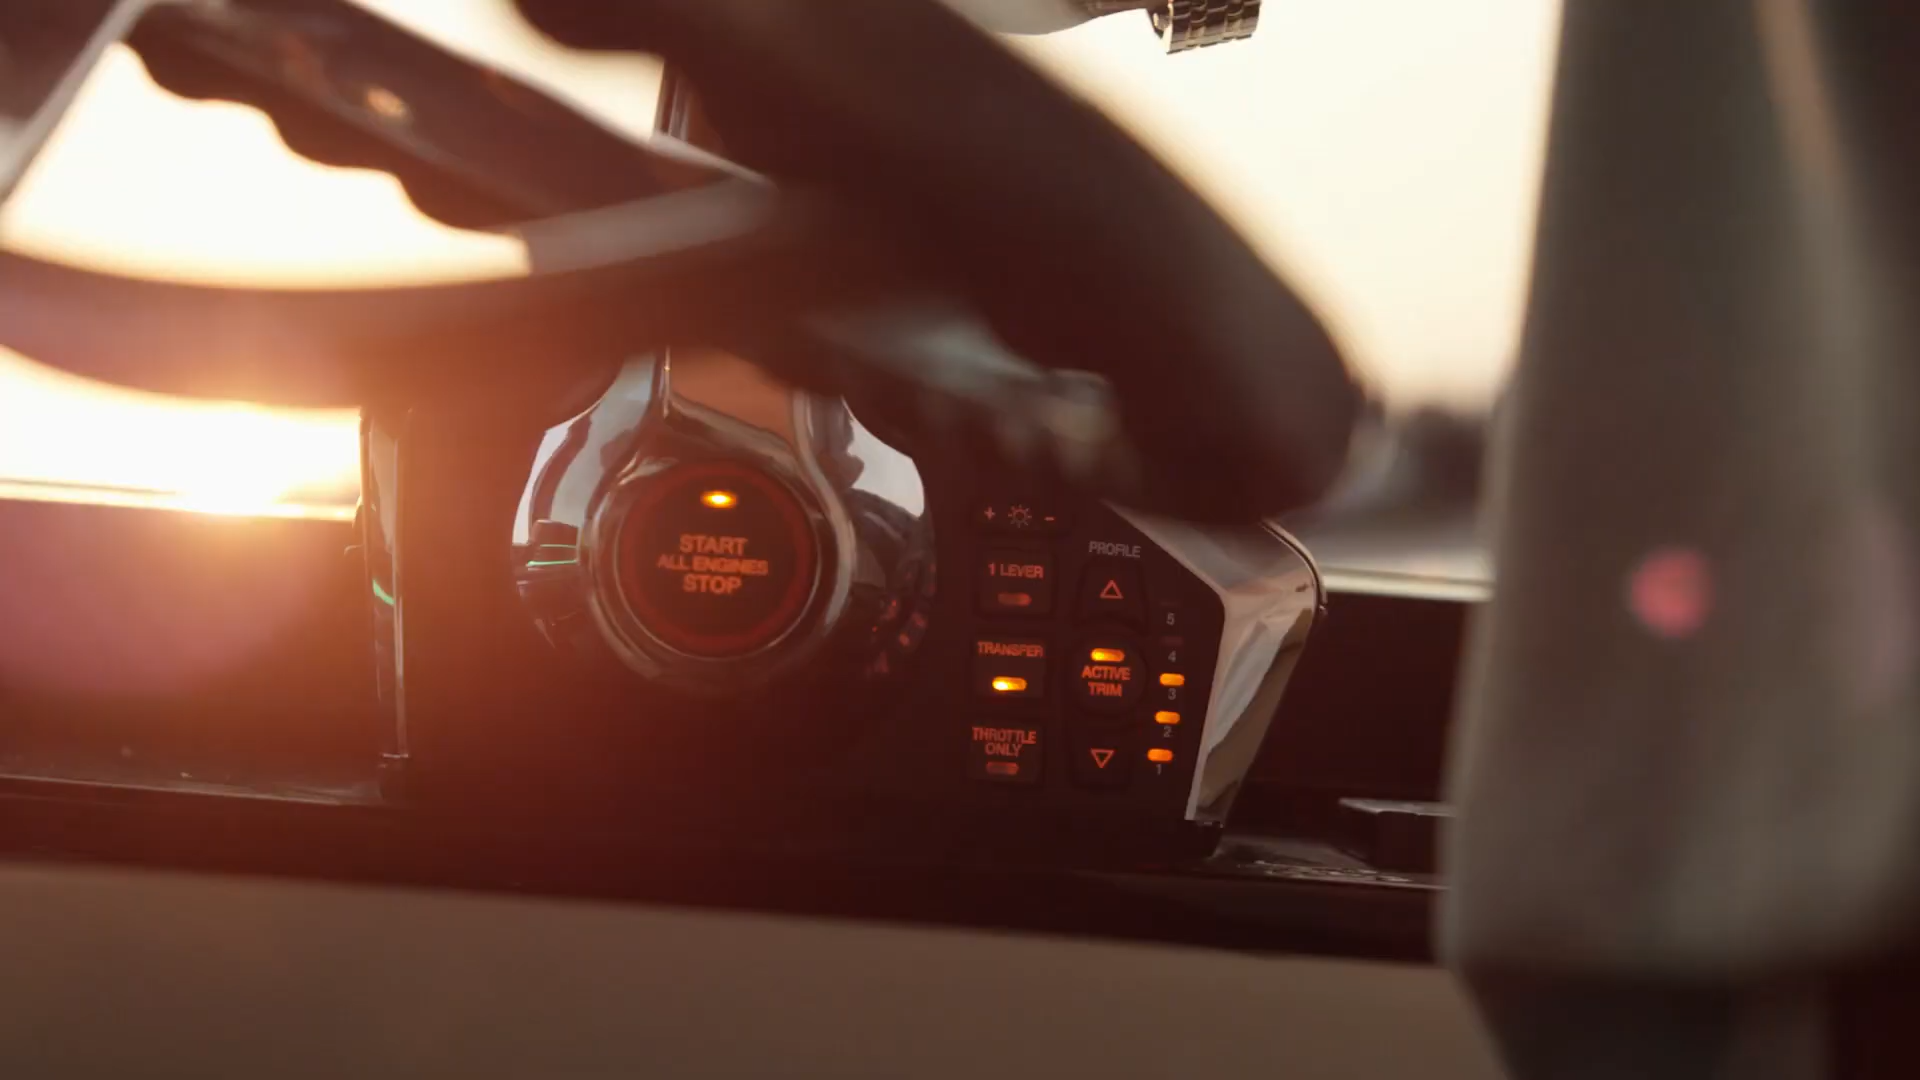 START
ALL ENGINES
STOP
+ -
1 LEVER
TRANSFER
THROTTLE
ONLY
PROFILE
ACTIVE
TRIM
5
4
3
2
1